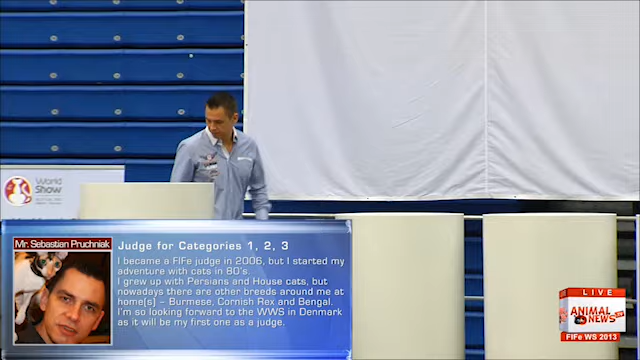 World
Show
Mr. Sebastian Pruchniak
Judge for Categories 1, 2, 3
I became a FIFe judge in 2006, but I started my
adventure with cats in 80's.
I grew up with Persians and House cats, but
nowadays there are other breeds around me at
home[s] – Burmese, Cornish Rex and Bengal.
I'm so looking forward to the WWS in Denmark
as it will be my first one as a judge.
LIVE
ANIMAL
NEWS
FIFe WS 2013